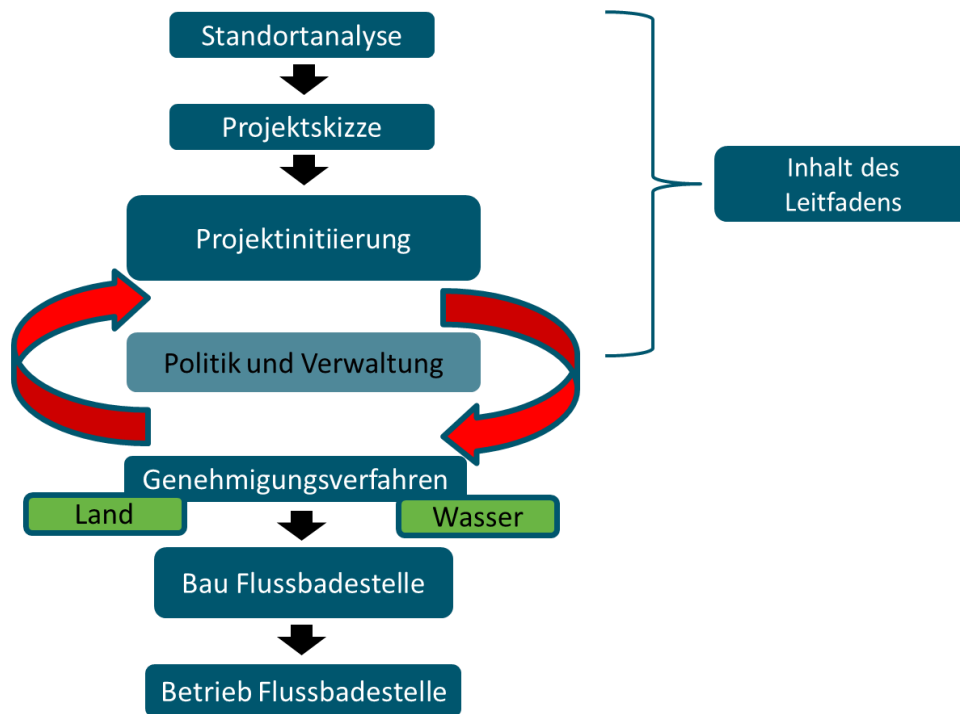 Standortanalyse
Projektskizze
Projektinitiierung
Inhalt des
Leitfadens
Politik und Verwaltung
Genehmigungsverfahren
Land
Wasser
Bau Flussbadestelle
Betrieb Flussbadestelle